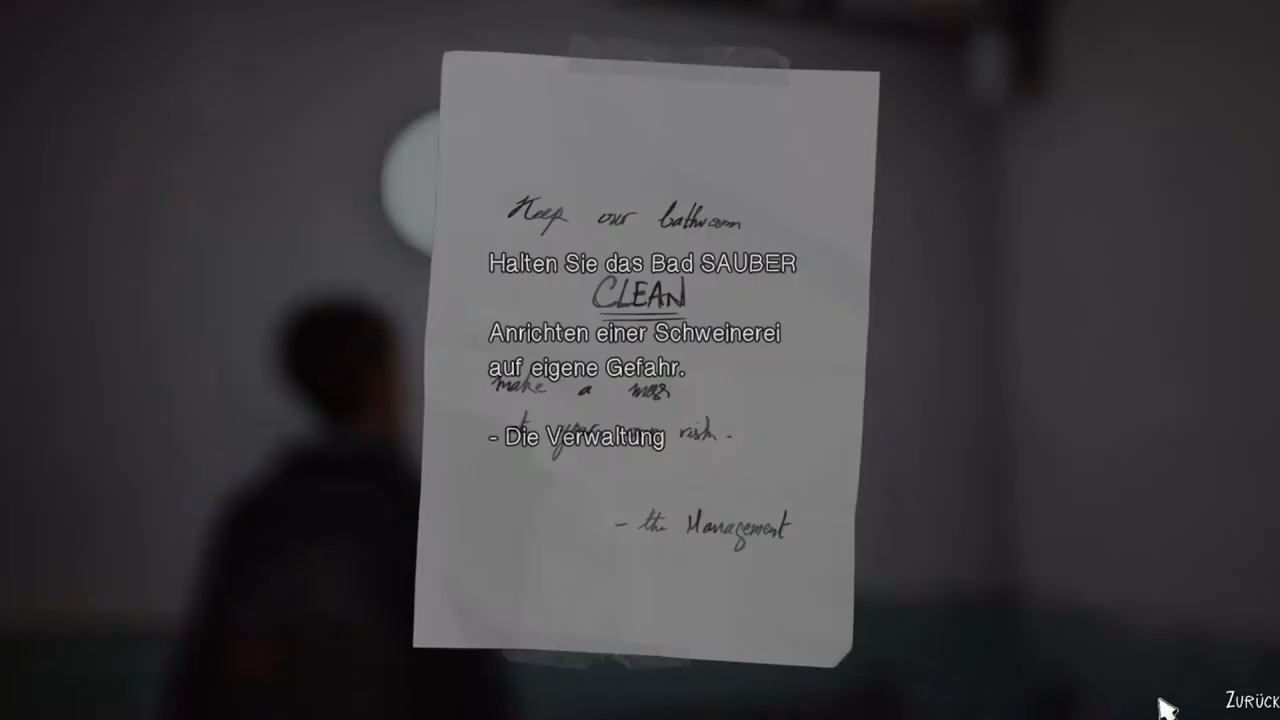 Keep our bathroom
Halten Sie das Bad SAUBER
CLEAN
Anrichten einer Schweinerei
auf eigene Gefahr.
make a mess
- Die Verwaltung
risk.
- the Management
ZURÜCK